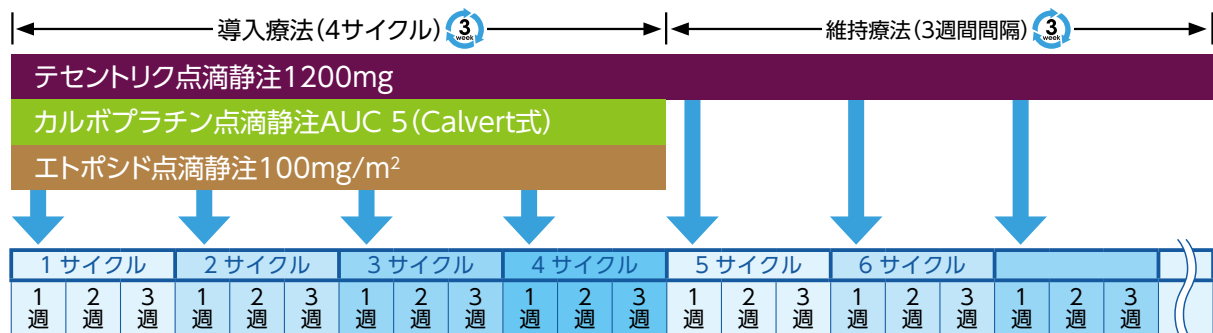 導入療法（4サイクル） 3 week 維持療法（3週間間隔） 3 week
テセントリク点滴静注1200mg
カルボプラチン点滴静注AUC 5（Calvert式）
エトポシド点滴静注100mg/m²
1 サイクル 2 サイクル 3 サイクル 4 サイクル 5 サイクル 6 サイクル
1週 2週 3週 1週 2週 3週 1週 2週 3週 1週 2週 3週 1週 2週 3週 1週 2週 3週 1週 2週 3週